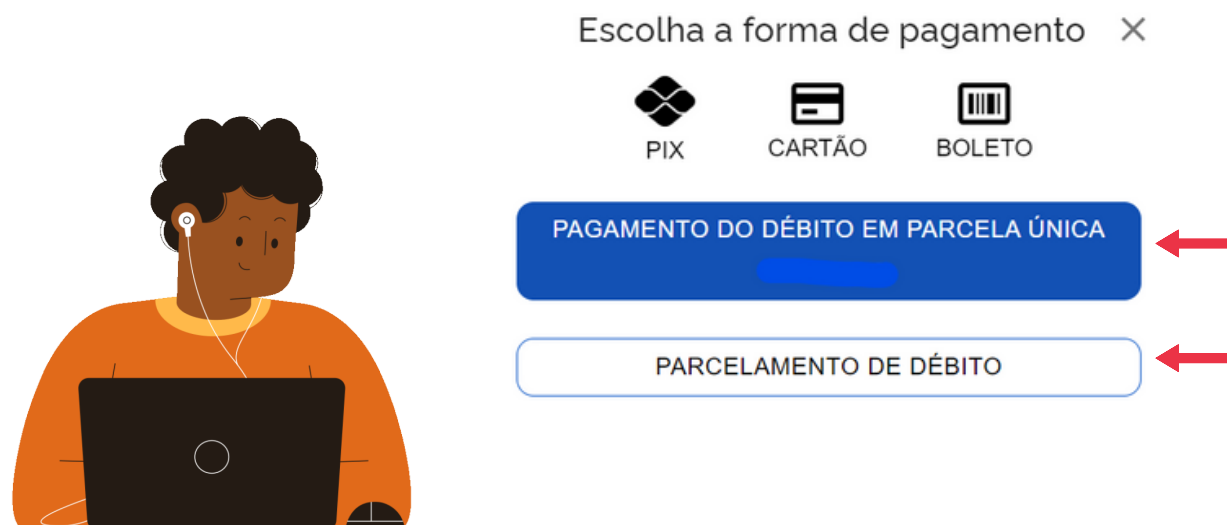 Escolha a forma de pagamento
PIX
CARTÃO
BOLETO
PAGAMENTO DO DÉBITO EM PARCELA ÚNICA
PARCELAMENTO DE DÉBITO